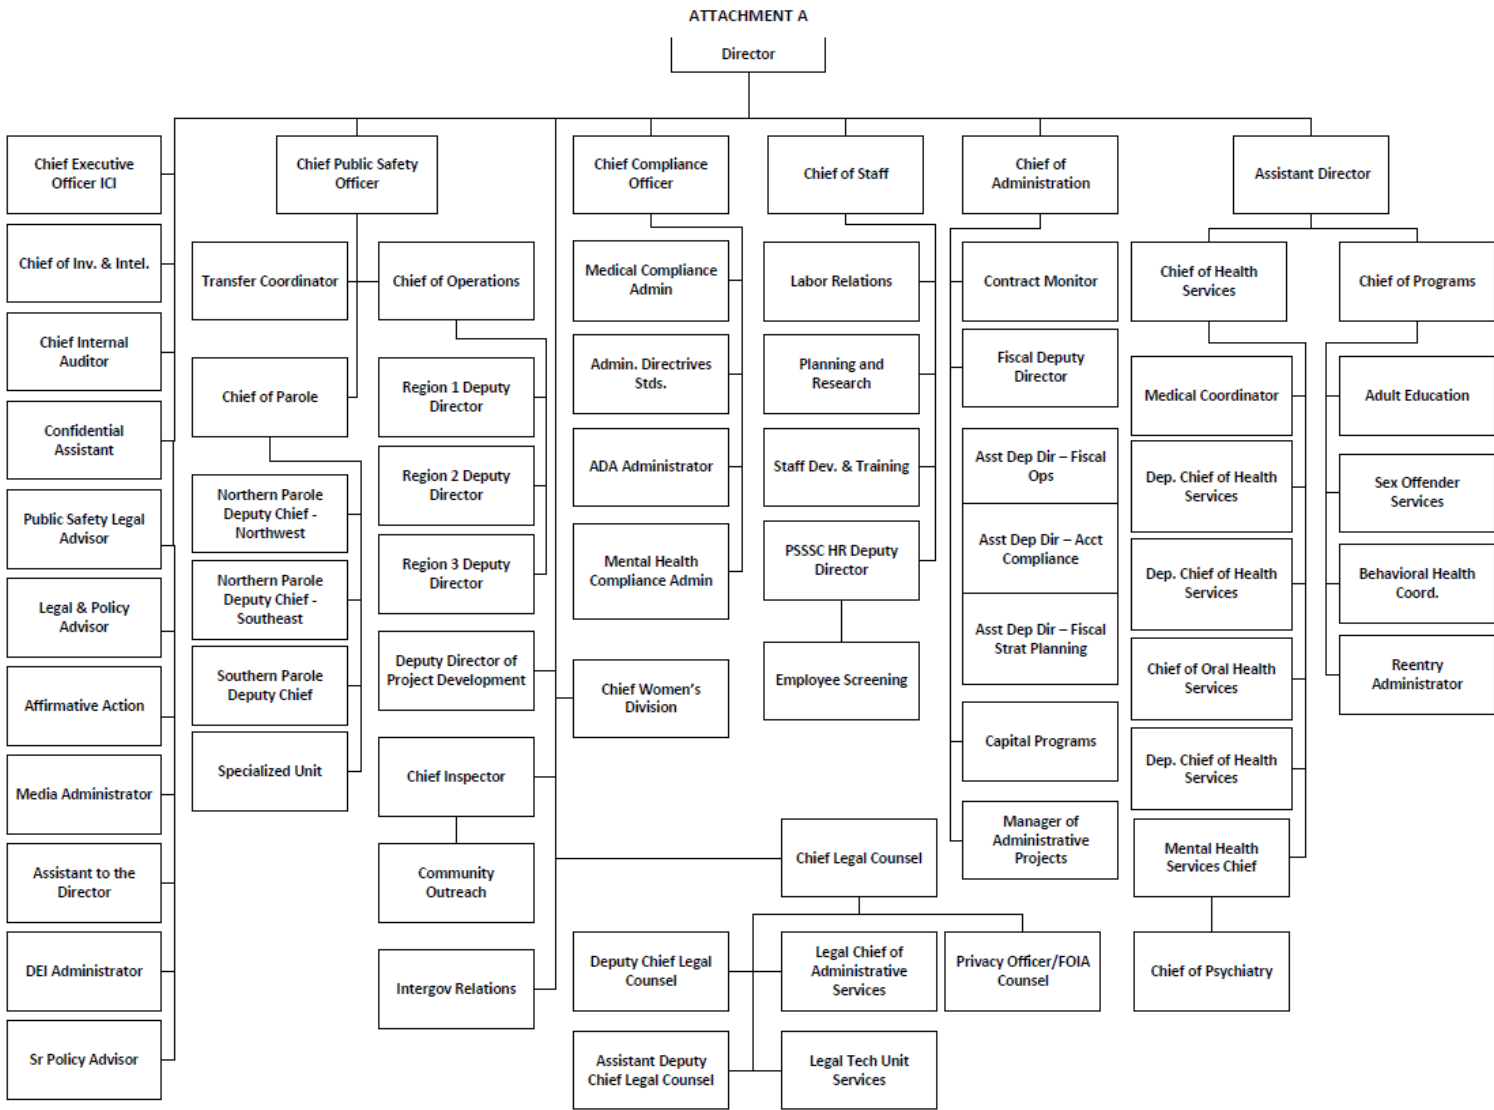 ATTACHMENT A
Director
Chief Executive
Officer ICI
Chief Public Safety
Officer
Chief Compliance
Officer
Chief of Staff
Chief of
Administration
Assistant Director
Chief of Inv. & Intel.
Transfer Coordinator
Chief of Operations
Medical Compliance
Admin
Labor Relations
Contract Monitor
Chief of Health
Services
Chief of Programs
Chief Internal
Auditor
Chief of Parole
Region 1 Deputy
Director
Admin. Directrives
Stds.
Planning and
Research
Fiscal Deputy
Director
Medical Coordinator
Adult Education
Confidential
Assistant
Northern Parole
Deputy Chief -
Northwest
Region 2 Deputy
Director
ADA Administrator
Staff Dev. & Training
Asst Dep Dir – Fiscal
Ops
Dep. Chief of Health
Services
Sex Offender
Services
Public Safety Legal
Advisor
Northern Parole
Deputy Chief -
Southeast
Region 3 Deputy
Director
Mental Health
Compliance Admin
PSSSC HR Deputy
Director
Asst Dep Dir – Acct
Compliance
Dep. Chief of Health
Services
Behavioral Health
Coord.
Legal & Policy
Advisor
Southern Parole
Deputy Chief
Deputy Director of
Project Development
Chief Women's
Division
Employee Screening
Asst Dep Dir – Fiscal
Strat Planning
Chief of Oral Health
Services
Reentry
Administrator
Affirmative Action
Specialized Unit
Chief Inspector
Capital Programs
Dep. Chief of Health
Services
Media Administrator
Community
Outreach
Chief Legal Counsel
Manager of
Administrative
Projects
Mental Health
Services Chief
Assistant to the
Director
Intergov Relations
Deputy Chief Legal
Counsel
Legal Chief of
Administrative
Services
Privacy Officer/FOIA
Counsel
Chief of Psychiatry
DEI Administrator
Sr Policy Advisor
Assistant Deputy
Chief Legal Counsel
Legal Tech Unit
Services